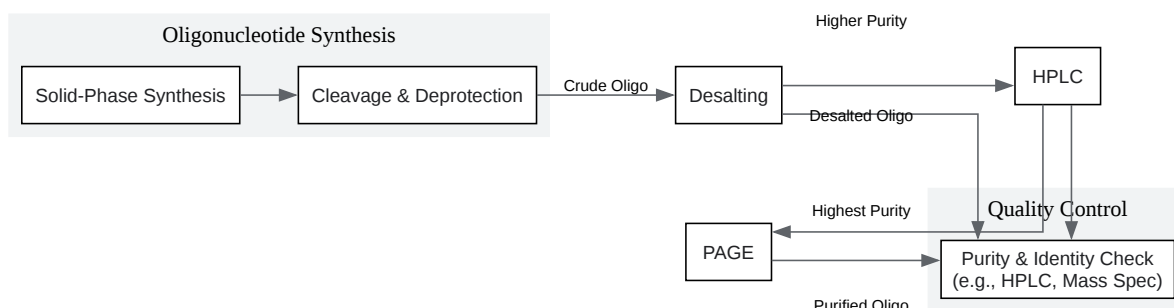 Higher Purity
Oligonucleotide Synthesis
Solid-Phase Synthesis
Cleavage & Deprotection
Crude Oligo
Desalting
HPLC
Desalted Oligo
Highest Purity
Quality Control
PAGE
Purity & Identity Check
(e.g., HPLC, Mass Spec)
Purified Oligo